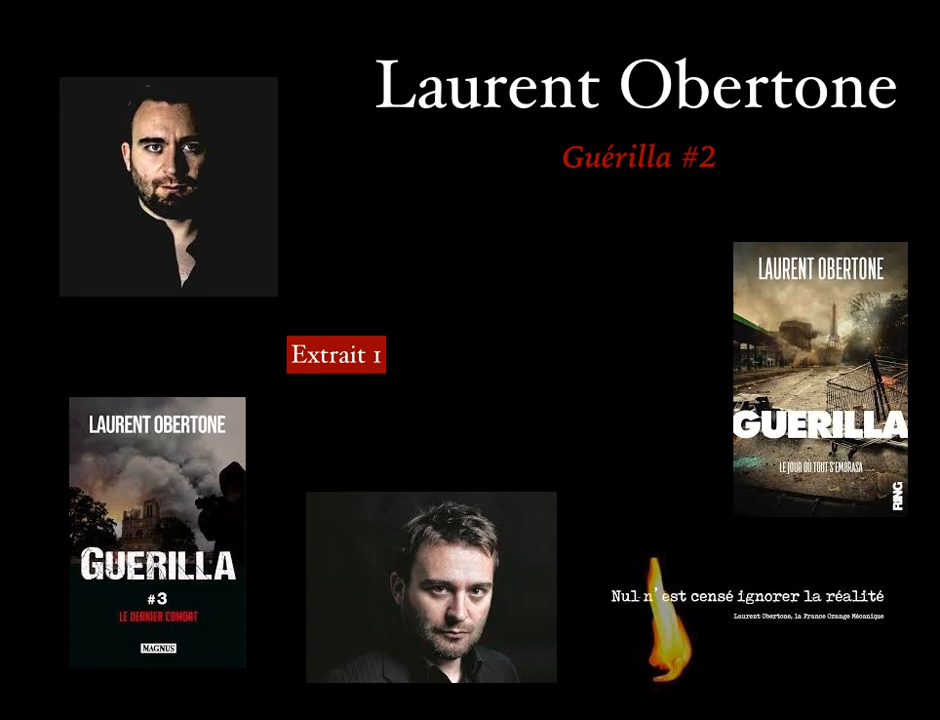 Laurent Obertone
Guérilla #2
LAURENT OBERTONE
GUERILLA
LE JOUR OÙ TOUT S'EMBRASA
RING
Extrait 1
LAURENT OBERTONE
GUERILLA
#3
LE DERNIER COMBAT
MAGNUS
Nul n'est censé ignorer la réalité
Laurent Obertone, la France Orange Mécanique